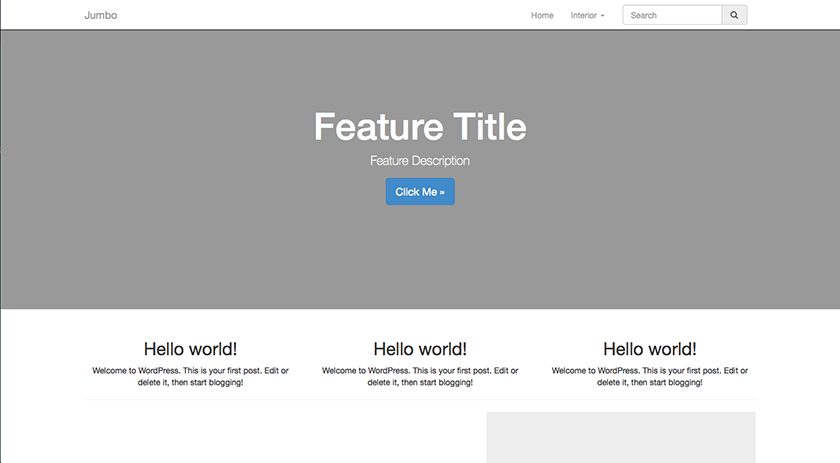 Jumbo
Home
Interior
Search
Feature Title
Feature Description
Click Me »
Hello world!
Welcome to WordPress. This is your first post. Edit or
delete it, then start blogging!
Hello world!
Welcome to WordPress. This is your first post. Edit or
delete it, then start blogging!
Hello world!
Welcome to WordPress. This is your first post. Edit or
delete it, then start blogging!